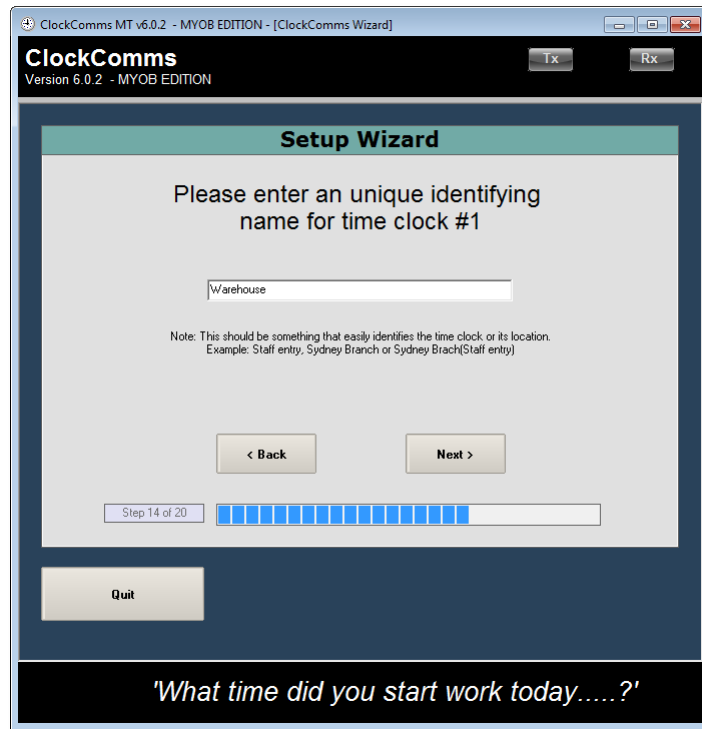 ClockComms MT v6.0.2 - MYOB EDITION - [ClockComms Wizard]
ClockComms
Version 6.0.2 - MYOB EDITION
Tx
Rx
Setup Wizard
Please enter an unique identifying
name for time clock #1
Warehouse
Note: This should be something that easily identifies the time clock or its location.
Example: Staff entry, Sydney Branch or Sydney Brach(Staff entry)
< Back
Next >
Step 14 of 20
Quit
'What time did you start work today.....?'